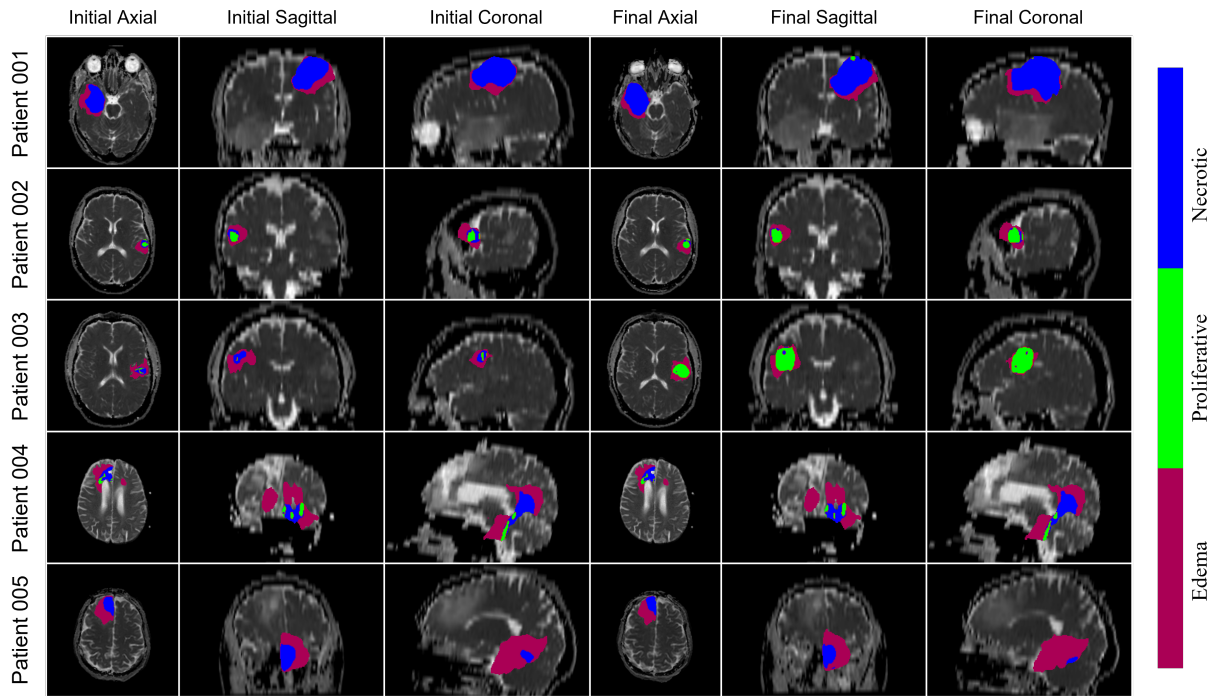 Initial Axial
Initial Sagittal
Initial Coronal
Final Axial
Final Sagittal
Final Coronal
Patient 001
Patient 002
Patient 003
Patient 004
Patient 005
Necrotic
Proliferative
Edema